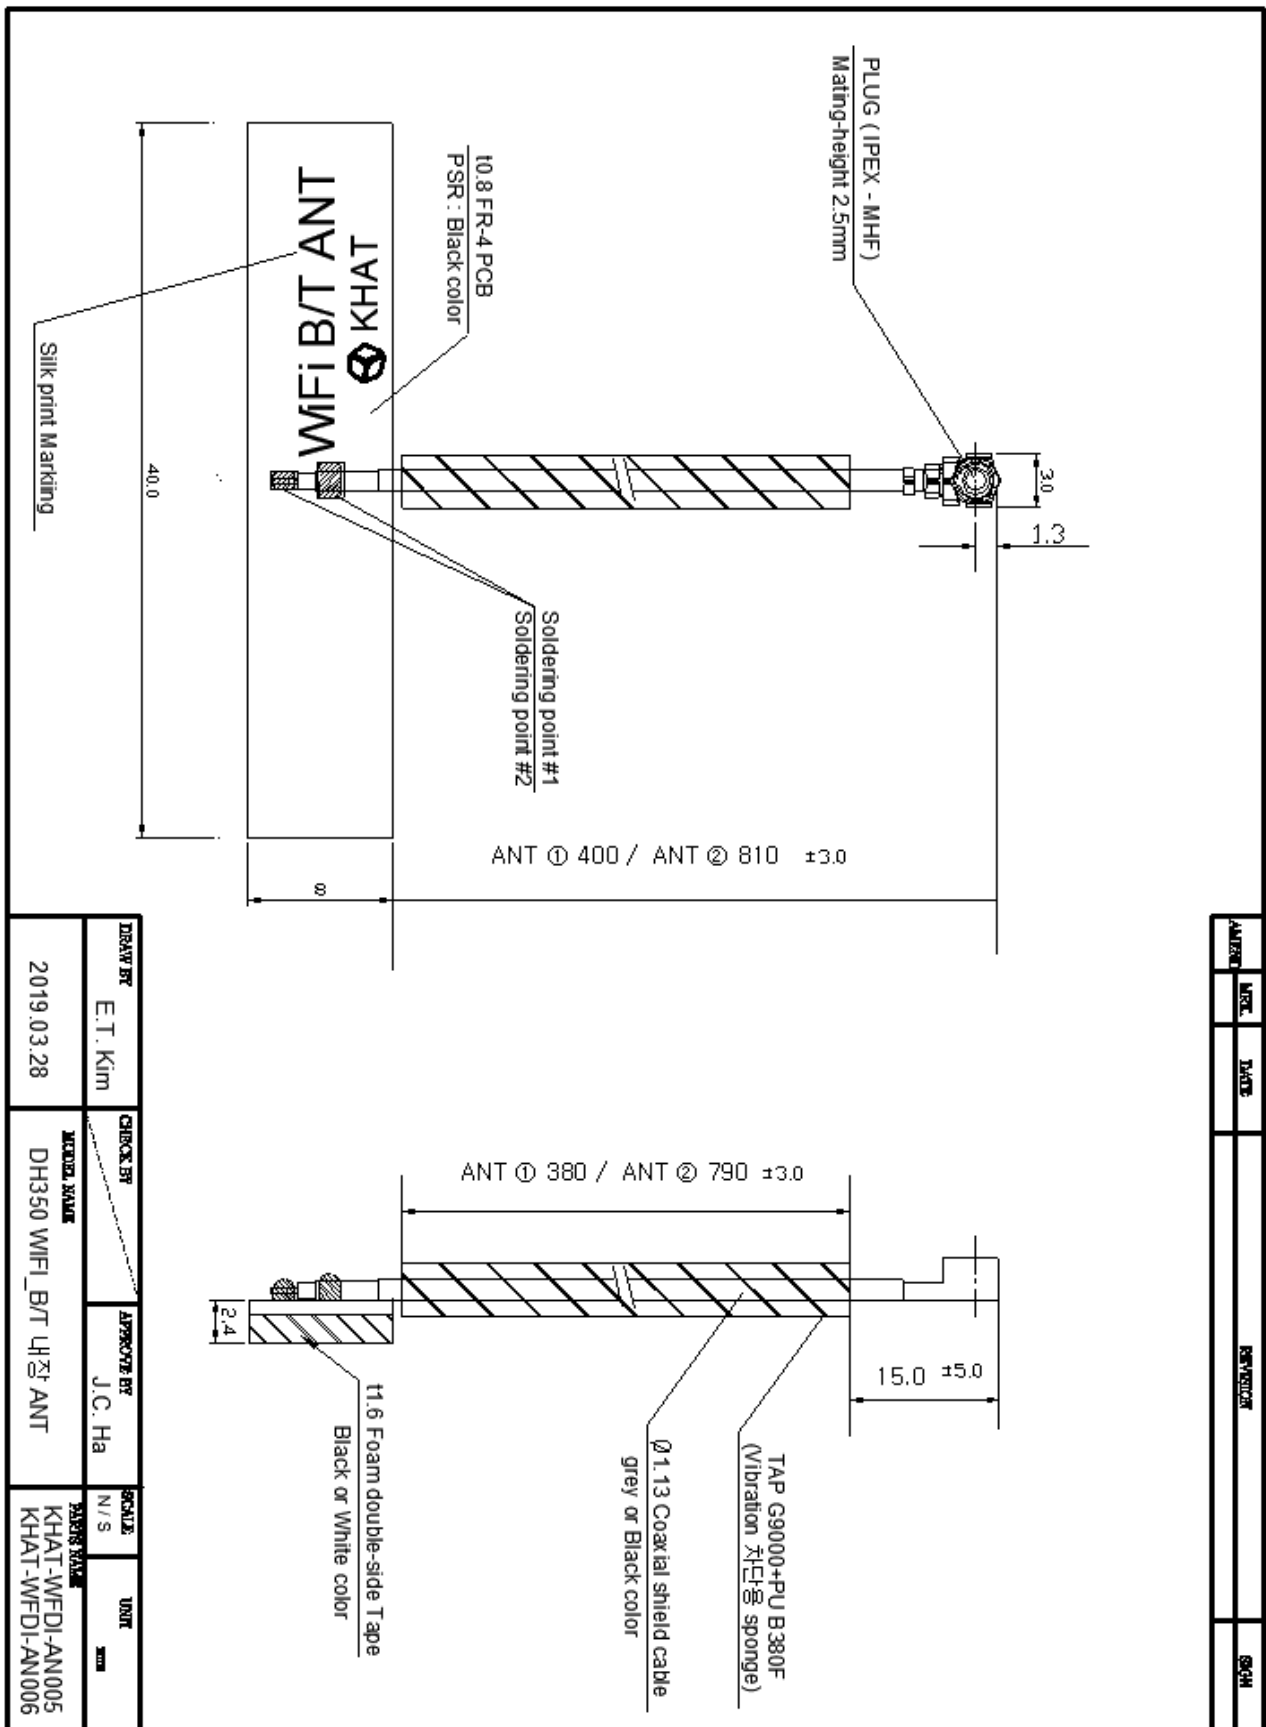 PLUG ( IPEX - MHF)
Mating-height 2.5mm
t0.8 FR-4 PCB
PSR : Black color
KHAT
WiFi B/T ANT
Silk print Markiing
40.0
3.0
1.3
Soldering point #1
Soldering point #2
ANT ① 400 / ANT ② 810 ±3.0
8
ANT ① 380 / ANT ② 790 ±3.0
15.0 ±5.0
2.4
TAP G9000+PU B380F
(Vibration 차단용 sponge)
Ø1.13 Coaxial shield cable
grey or Black color
t1.6 Foam double-side Tape
Black or White color
AMEND
MRK.
DATE
REVISION
SIGN
DRAW BY
E.T. Kim
CHECK BY
APPROVE BY
J.C. Ha
SCALE
N / S
UNIT
mm
2019.03.28
MODEL NAME
DH350 WIFI_B/T 내장 ANT
PARTS NAME
KHAT-WFDI-AN005
KHAT-WFDI-AN006